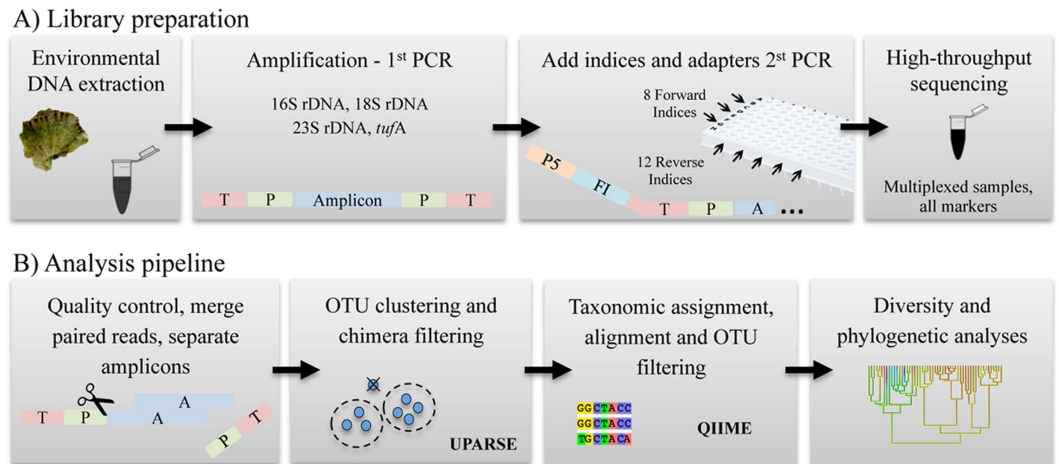 A) Library preparation
Environmental
DNA extraction
Amplification - 1st PCR
16S rDNA, 18S rDNA
23S rDNA, tufA
T P Amplicon P T
Add indices and adapters 2st PCR
8 Forward
Indices
12 Reverse
Indices
P5 FI T P A ...
High-throughput
sequencing
Multiplexed samples,
all markers
B) Analysis pipeline
Quality control, merge
paired reads, separate
amplicons
A
T P A
P T
OTU clustering and
chimera filtering
UPARSE
Taxonomic assignment,
alignment and OTU
filtering
GGCTACC
GGCTACC
TGCTACA
QIIME
Diversity and
phylogenetic analyses